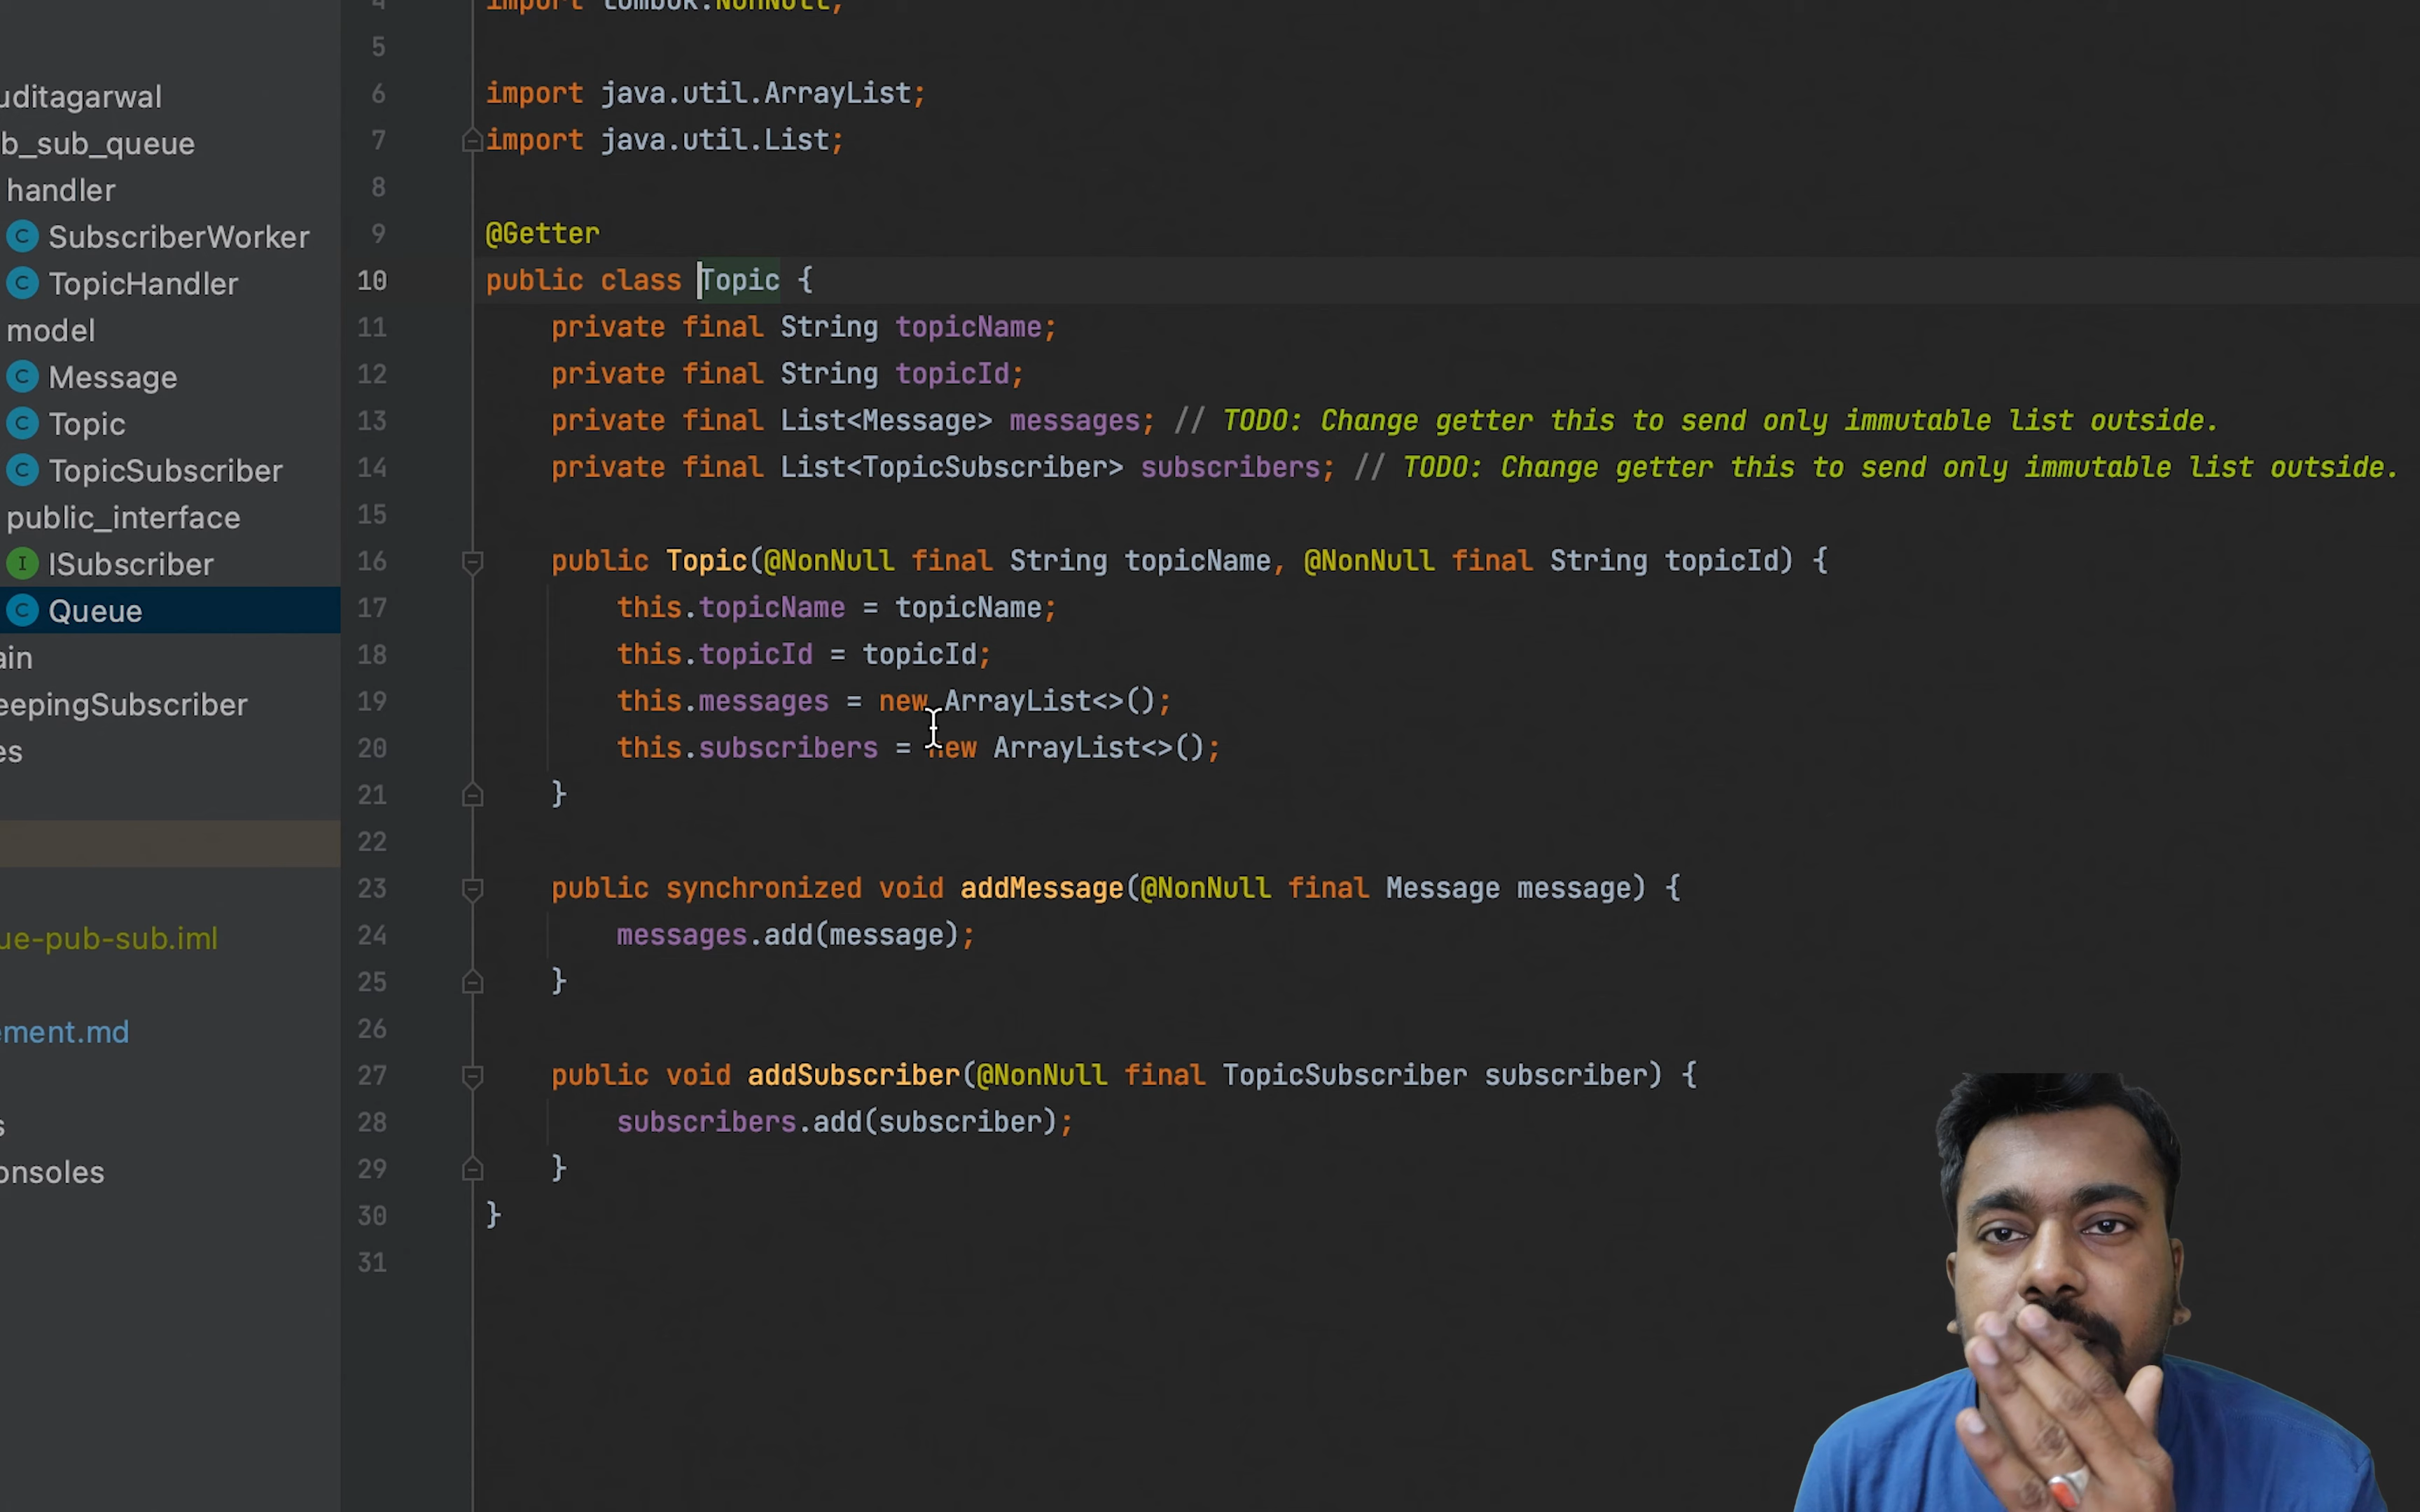 import lombok.NonNull;
import java.util.ArrayList;
import java.util.List;
@Getter
public class Topic {
private final String topicName;
private final String topicId;
private final List<Message> messages; // TODO: Change getter this to send only immutable list outside.
private final List<TopicSubscriber> subscribers; // TODO: Change getter this to send only immutable list outside.
public Topic(@NonNull final String topicName, @NonNull final String topicId) {
this.topicName = topicName;
this.topicId = topicId;
this.messages = new ArrayList<>();
this.subscribers = new ArrayList<>();
}
public synchronized void addMessage(@NonNull final Message message) {
messages.add(message);
}
public void addSubscriber(@NonNull final TopicSubscriber subscriber) {
subscribers.add(subscriber);
}
}
4
5
6
7
8
9
10
11
12
13
14
15
16
17
18
19
20
21
22
23
24
25
26
27
28
29
30
31
uditagarwal
b_sub_queue
handler
C SubscriberWorker
C TopicHandler
model
C Message
C Topic
C TopicSubscriber
public_interface
I ISubscriber
C Queue
ain
eepingSubscriber
es
ue-pub-sub.iml
ement.md
s
onsoles